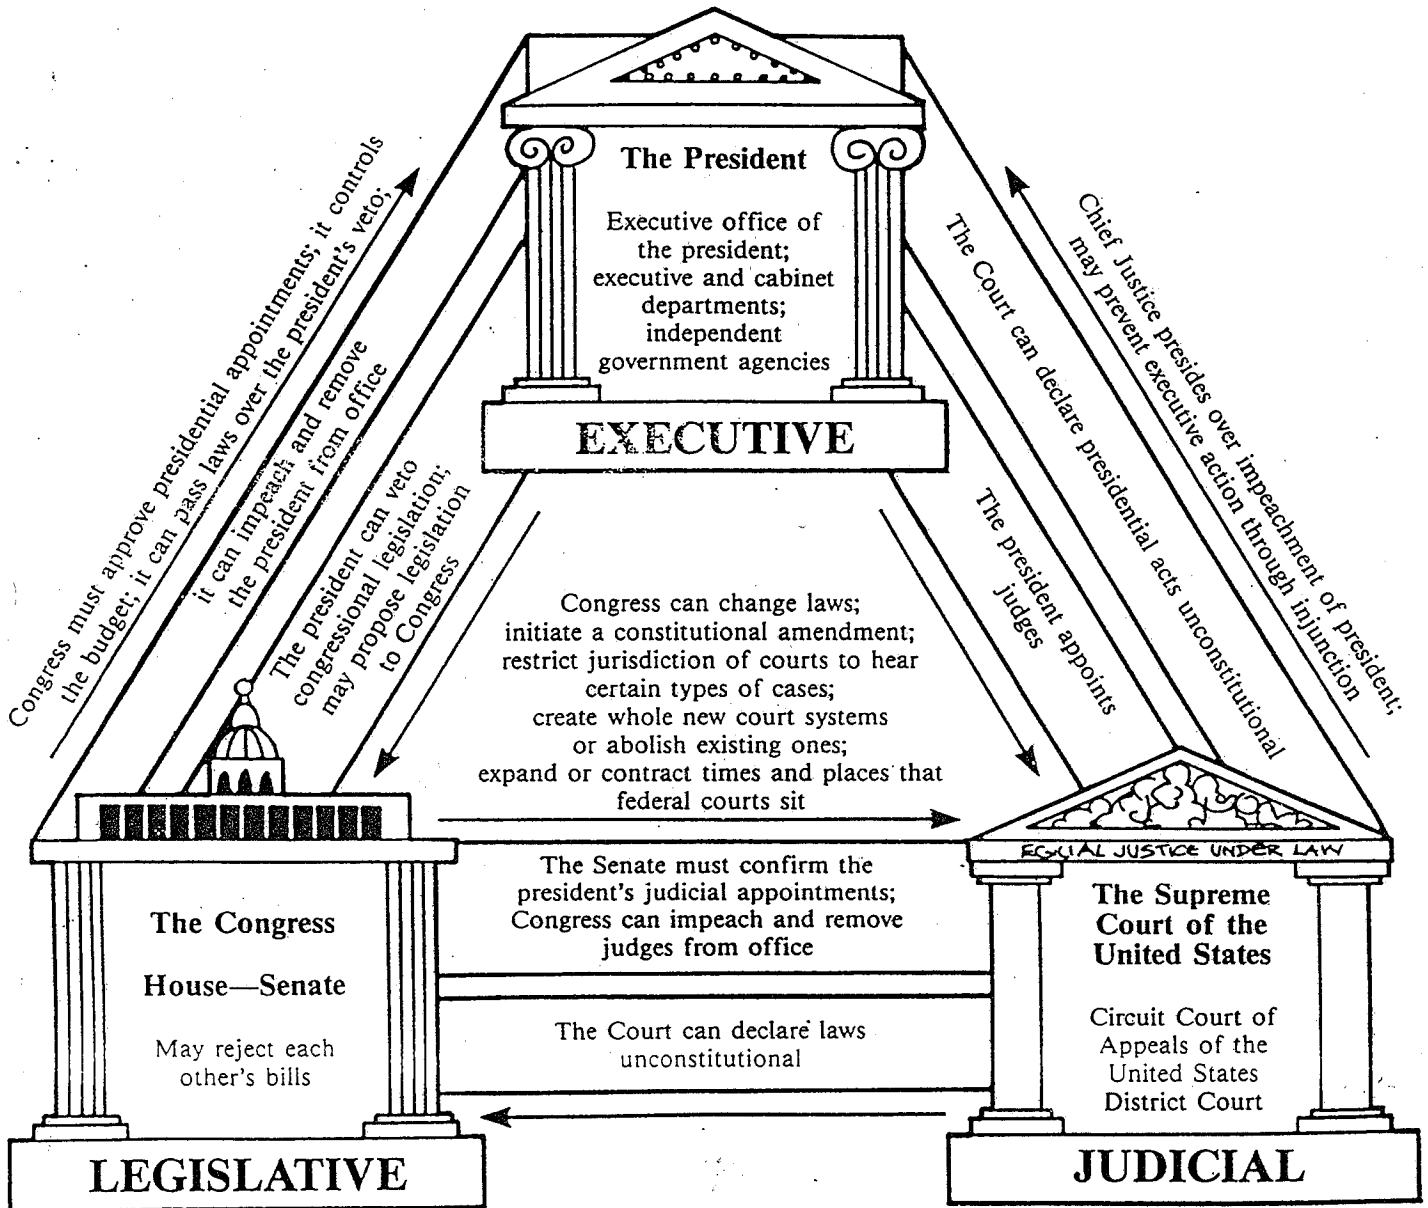 The President
Executive office of
the president;
executive and cabinet
departments;
independent
government agencies
EXECUTIVE
Congress must approve presidential appointments; it controls
the budget; it can pass laws over the president's veto;
it can impeach and remove
the president from office
The president can veto
congressional legislation;
may propose legislation
to Congress
Chief Justice presides over impeachment of president;
may prevent executive action through injunction
The Court can declare presidential acts unconstitutional
The president appoints
judges
Congress can change laws;
initiate a constitutional amendment;
restrict jurisdiction of courts to hear
certain types of cases;
create whole new court systems
or abolish existing ones;
expand or contract times and places that
federal courts sit
The Senate must confirm the
president's judicial appointments;
Congress can impeach and remove
judges from office
The Court can declare laws
unconstitutional
The Congress
House—Senate
May reject each
other's bills
LEGISLATIVE
EQUAL JUSTICE UNDER LAW
The Supreme
Court of the
United States
Circuit Court of
Appeals of the
United States
District Court
JUDICIAL